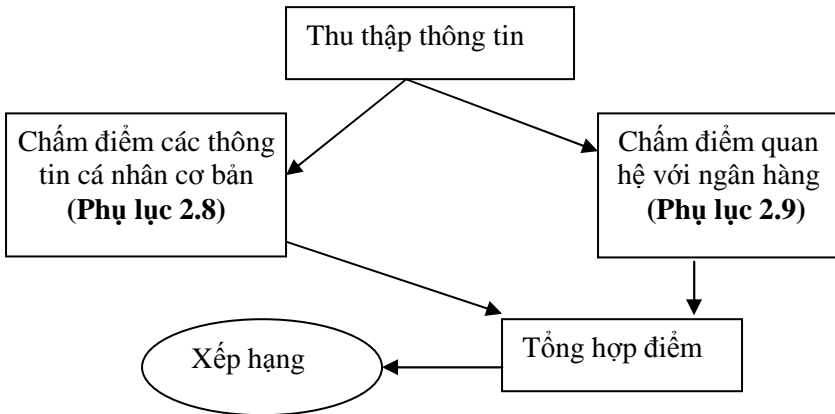 Thu thập thông tin
Chấm điểm các thông
tin cá nhân cơ bản
(Phụ lục 2.8)
Chấm điểm quan
hệ với ngân hàng
(Phụ lục 2.9)
Xếp hạng
Tổng hợp điểm